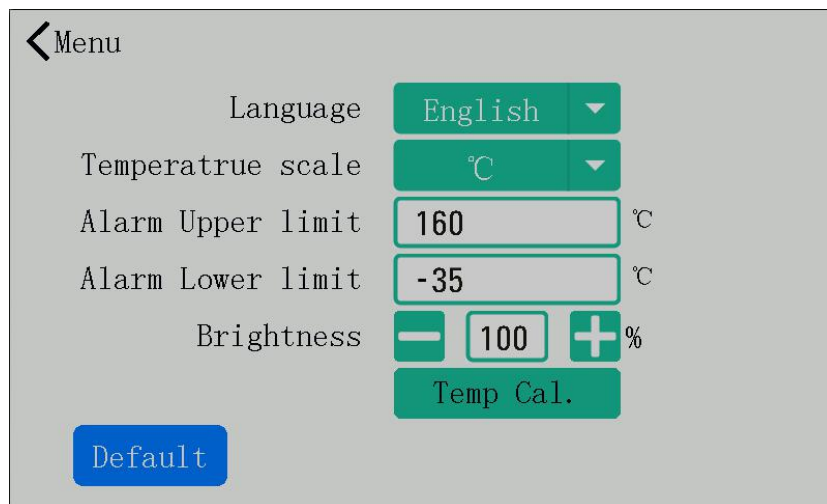 Menu
Language English
Temperatrue scale ℃
Alarm Upper limit 160 ℃
Alarm Lower limit -35 ℃
Brightness 100 %
Temp Cal.
Default